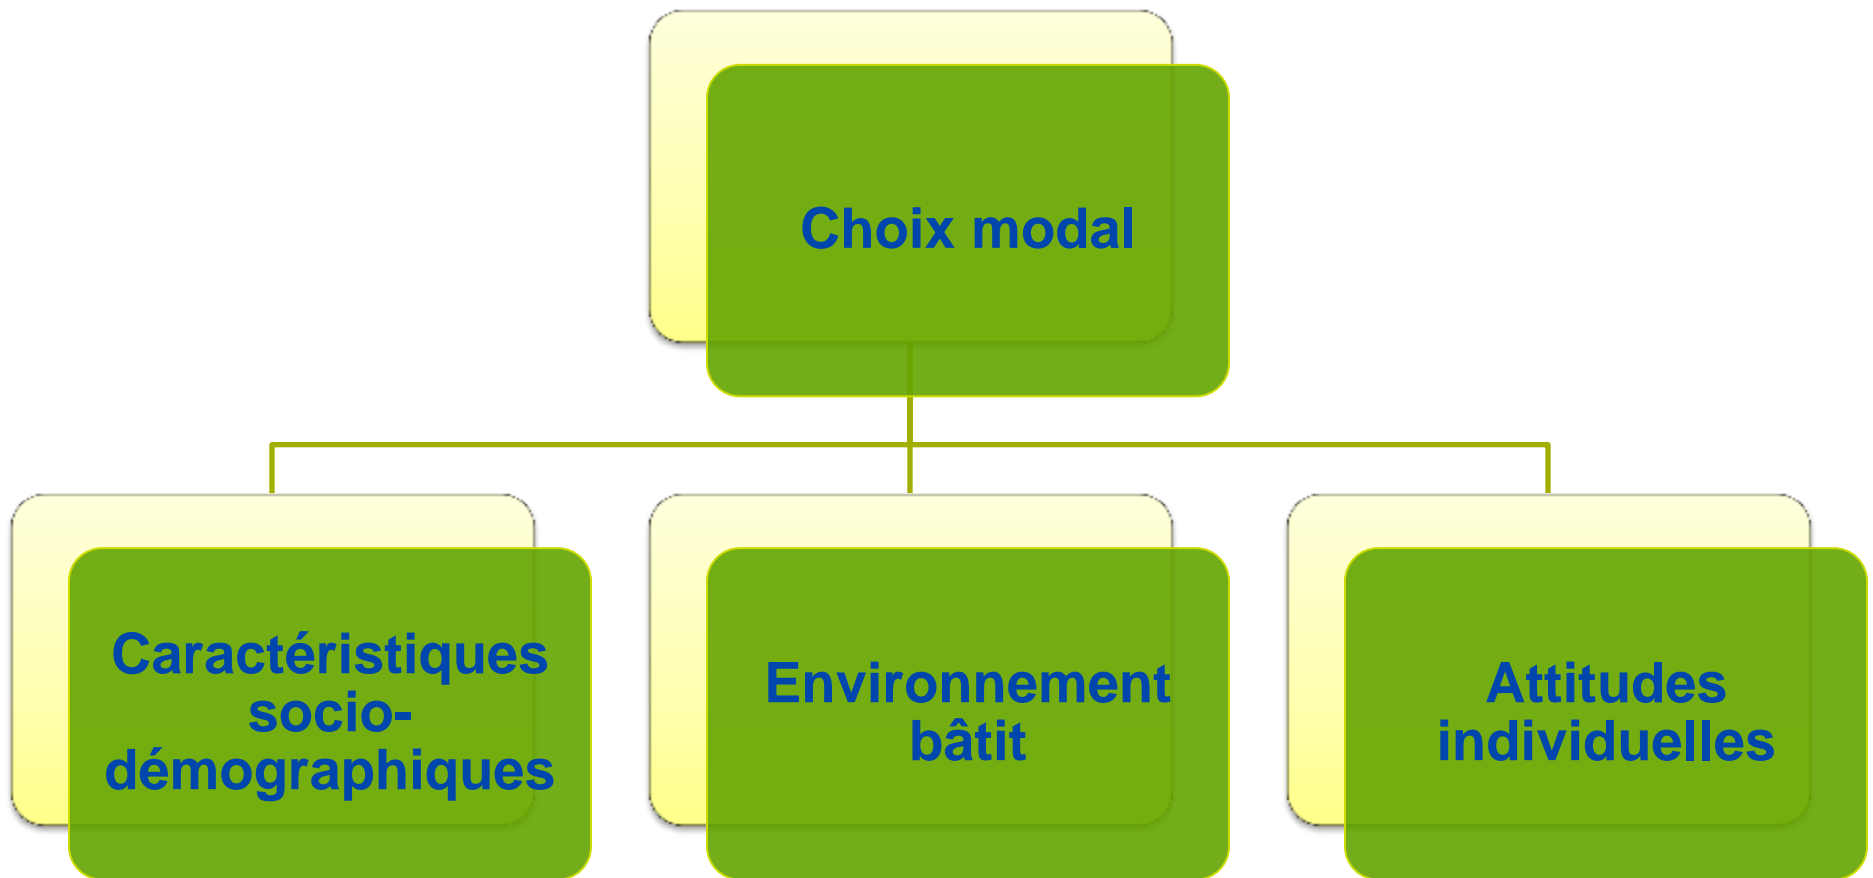 Choix modal
Caractéristiques
socio-
démographiques
Environnement
bâtit
Attitudes
individuelles